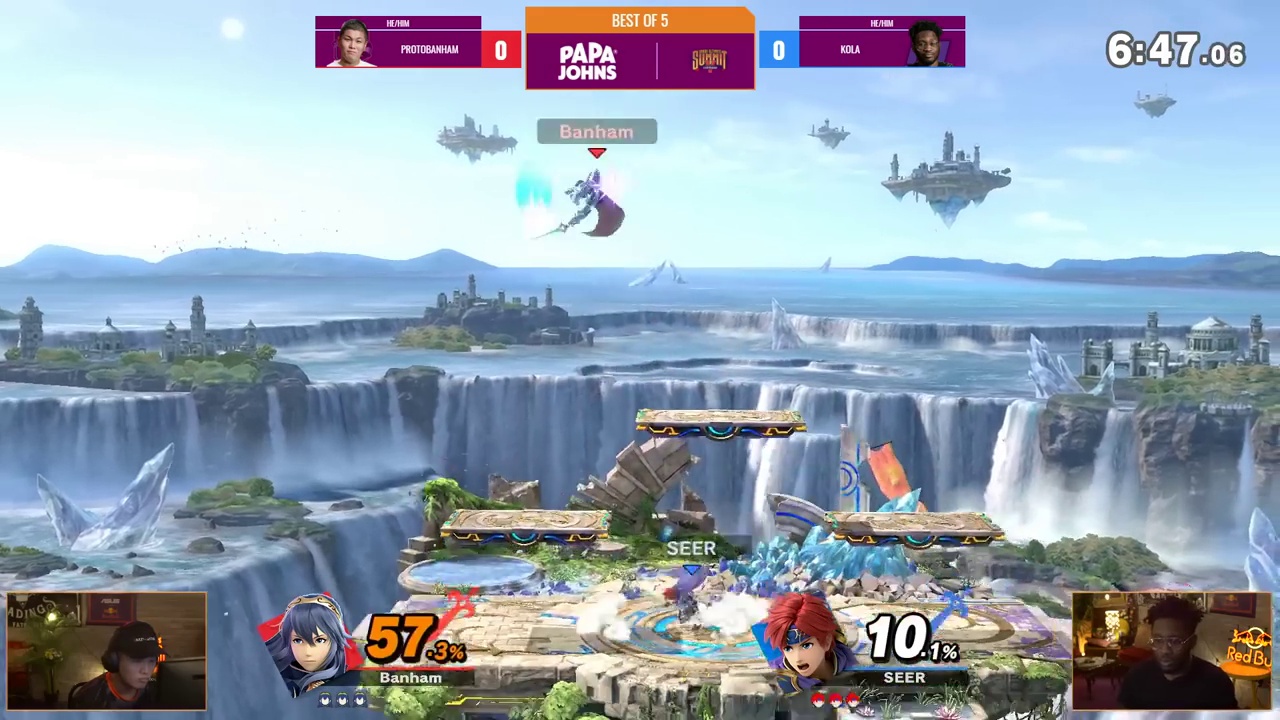 HE/HIM
PROTOBANHAM
0
BEST OF 5
PAPA JOHNS
SUMMIT
0
HE/HIM
KOLA
6:47.06
Banham
SEER
57.3%
Banham
10.1%
SEER
Red Bu